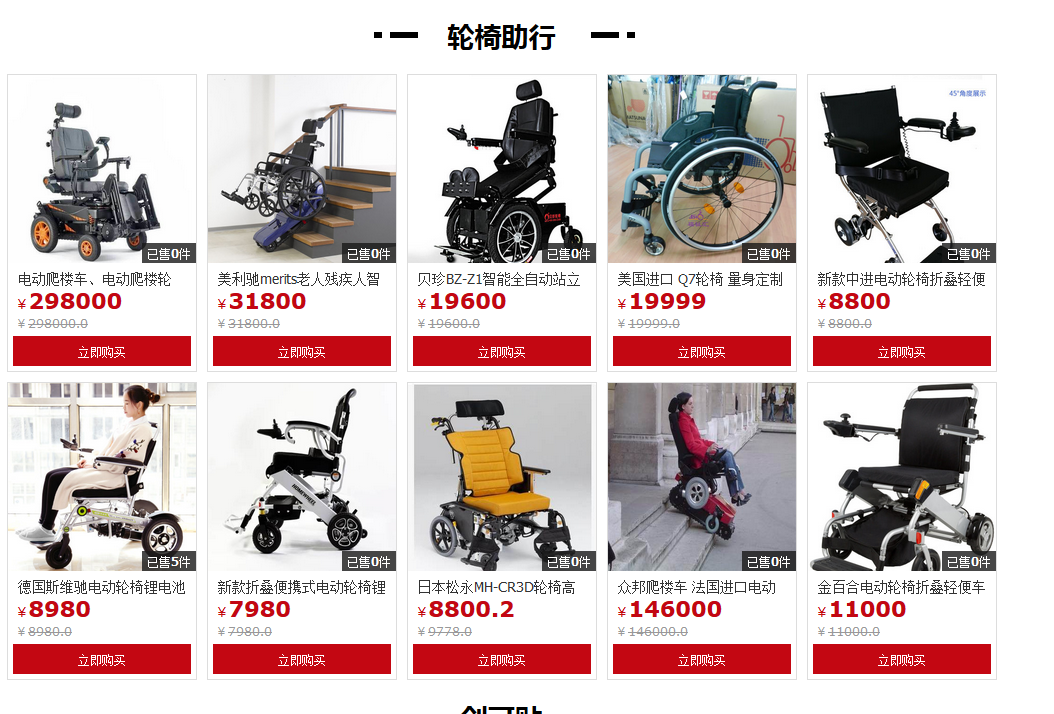 轮椅助行
45°角度展示
已售0件
已售0件
已售0件
已售0件
已售0件
电动爬楼车、电动爬楼轮
美利驰merits老人残疾人智
贝珍BZ-Z1智能全自动站立
美国进口 Q7轮椅 量身定制
新款中进电动轮椅折叠轻便
¥298000
¥31800
¥19600
¥19999
¥8800
¥298000.0
¥31800.0
¥19600.0
¥19999.0
¥8800.0
立即购买
立即购买
立即购买
立即购买
立即购买
已售5件
已售0件
已售0件
已售0件
已售0件
德国斯维驰电动轮椅锂电池
新款折叠便携式电动轮椅锂
日本松永MH-CR3D轮椅高
众邦爬楼车 法国进口电动
金百合电动轮椅折叠轻便车
¥8980
¥7980
¥8800.2
¥146000
¥11000
¥8980.0
¥7980.0
¥9778.0
¥146000.0
¥11000.0
立即购买
立即购买
立即购买
立即购买
立即购买